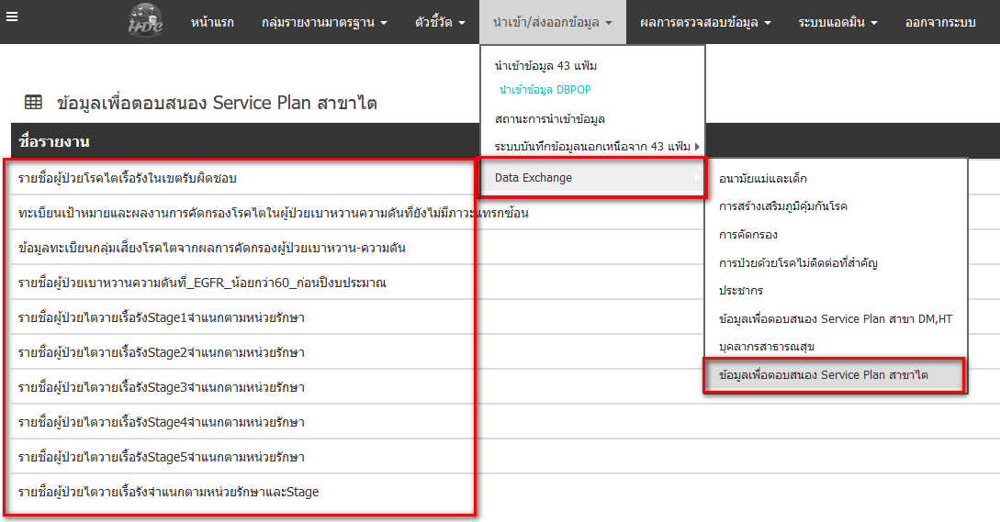 HDC หน้าแรก กลุ่มรายงานมาตรฐาน ตัวชี้วัด นำเข้า/ส่งออกข้อมูล ผลการตรวจสอบข้อมูล ระบบแอดมิน ออกจากระบบ
นำเข้าข้อมูล 43 แฟ้ม
นำเข้าข้อมูล DBPOP
สถานะการนำเข้าข้อมูล
ระบบบันทึกข้อมูลนอกเหนือจาก 43 แฟ้ม
Data Exchange
อนามัยแม่และเด็ก
การสร้างเสริมภูมิคุ้มกันโรค
การคัดกรอง
การป่วยด้วยโรคไม่ติดต่อที่สำคัญ
ประชากร
ข้อมูลเพื่อตอบสนอง Service Plan สาขา DM,HT
บุคลากรสาธารณสุข
ข้อมูลเพื่อตอบสนอง Service Plan สาขาไต
ข้อมูลเพื่อตอบสนอง Service Plan สาขาไต
ชื่อรายงาน
รายชื่อผู้ป่วยโรคไตเรื้อรังในเขตรับผิดชอบ
ทะเบียนเป้าหมายและผลงานการคัดกรองโรคไตในผู้ป่วยเบาหวานความดันที่ยังไม่มีภาวะแทรกซ้อน
ข้อมูลทะเบียนกลุ่มเสี่ยงโรคไตจากผลการคัดกรองผู้ป่วยเบาหวาน-ความดัน
รายชื่อผู้ป่วยเบาหวานความดันที่_EGFR_น้อยกว่า60_ก่อนปีงบประมาณ
รายชื่อผู้ป่วยไตวายเรื้อรังStage1จำแนกตามหน่วยรักษา
รายชื่อผู้ป่วยไตวายเรื้อรังStage2จำแนกตามหน่วยรักษา
รายชื่อผู้ป่วยไตวายเรื้อรังStage3จำแนกตามหน่วยรักษา
รายชื่อผู้ป่วยไตวายเรื้อรังStage4จำแนกตามหน่วยรักษา
รายชื่อผู้ป่วยไตวายเรื้อรังStage5จำแนกตามหน่วยรักษา
รายชื่อผู้ป่วยไตวายเรื้อรังจำแนกตามหน่วยรักษาและStage